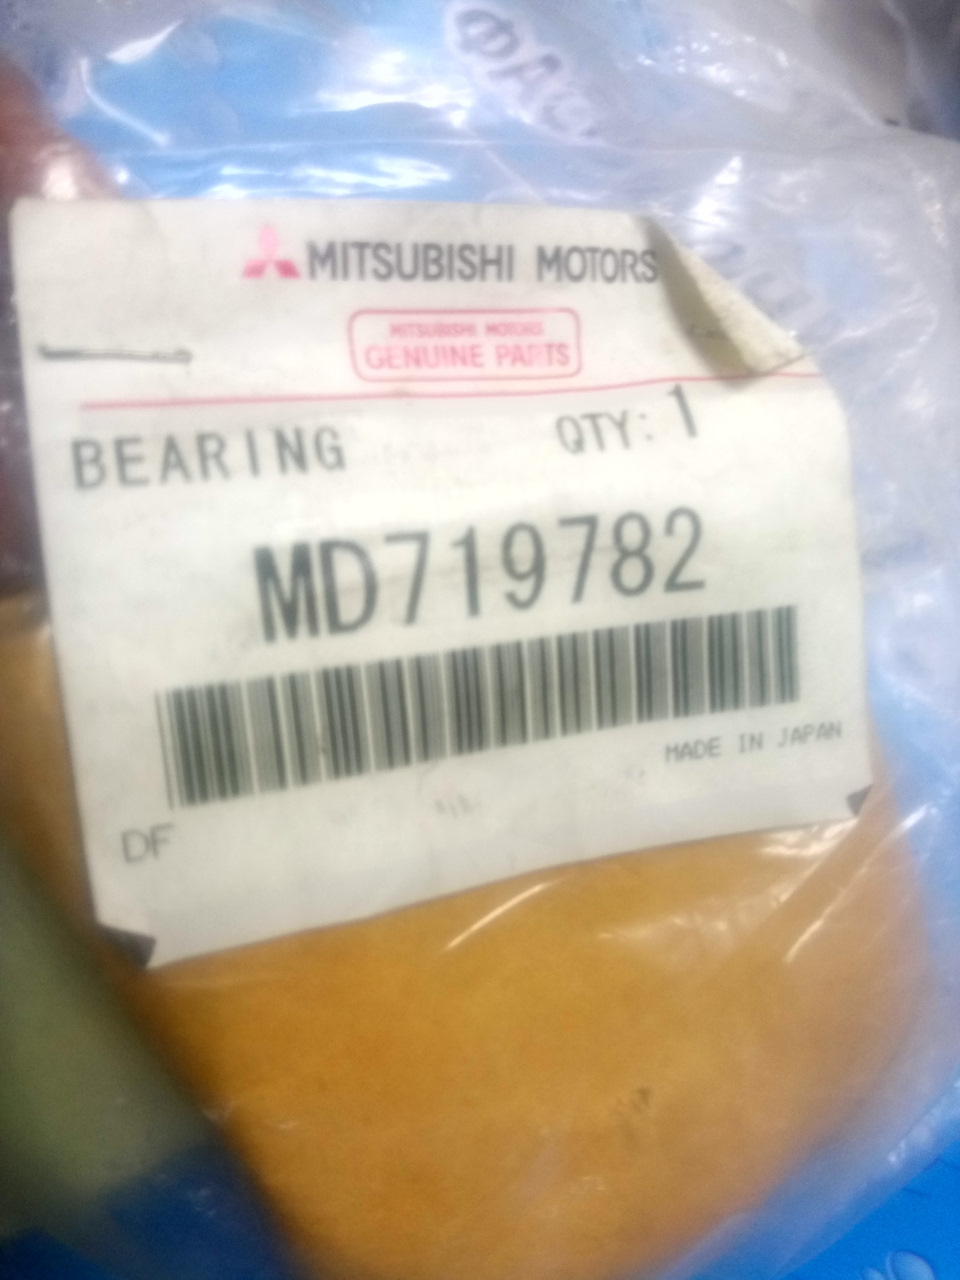 MITSUBISHI MOTORS
MITSUBISHI MOTORS
GENUINE PARTS
BEARING QTY: 1
MD719782
MADE IN JAPAN
DF